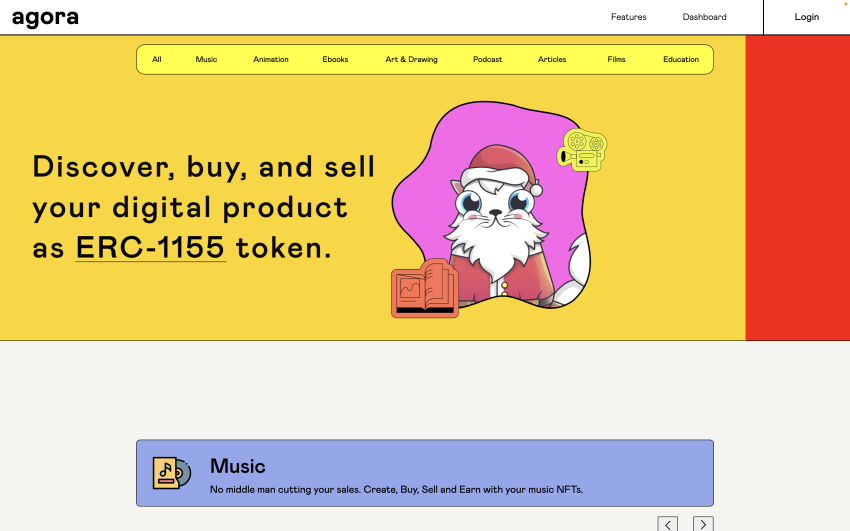 agora
Features
Dashboard
Login
All
Music
Animation
Ebooks
Art & Drawing
Podcast
Articles
Films
Education
Discover, buy, and sell
your digital product
as ERC-1155 token.
Music
No middle man cutting your sales. Create, Buy, Sell and Earn with your music NFTs.